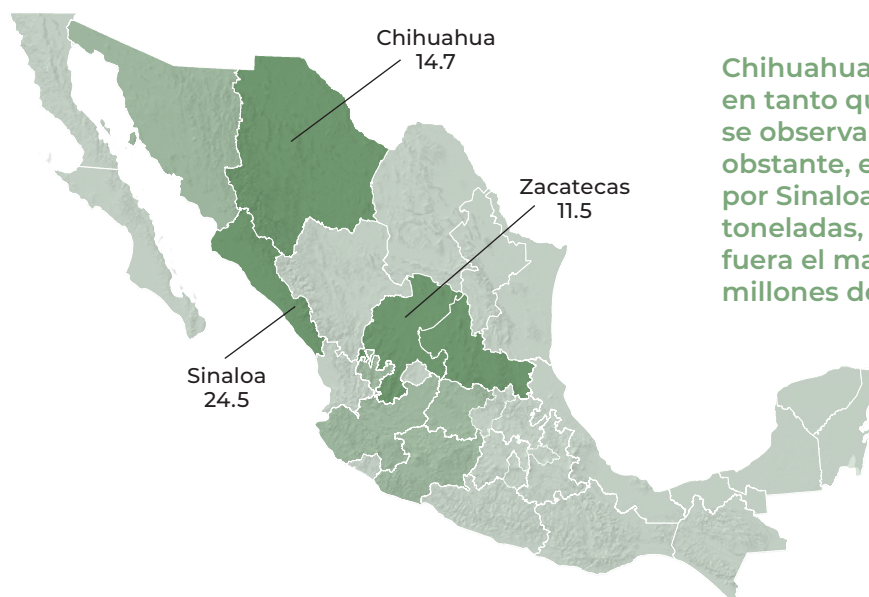 Chihuahua
14.7
Zacatecas
11.5
Sinaloa
24.5
Chihuahua
en tanto
se observa
obstante,
por Sinaloa
toneladas,
fuera el
millones